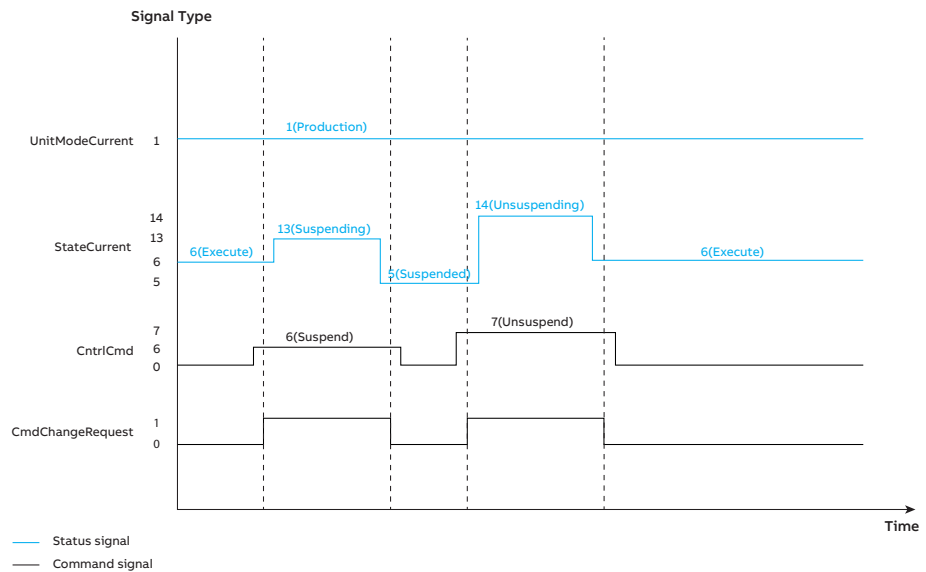 Signal Type
1(Production)
UnitModeCurrent 1
14(Unsuspending)
14
13(Suspending)
13
StateCurrent
6(Execute)
6(Execute)
6
5(Suspended)
5
7(Unsuspend)
7
6(Suspend)
CntrlCmd 6
0
1
CmdChangeRequest
0
Time
Status signal
Command signal